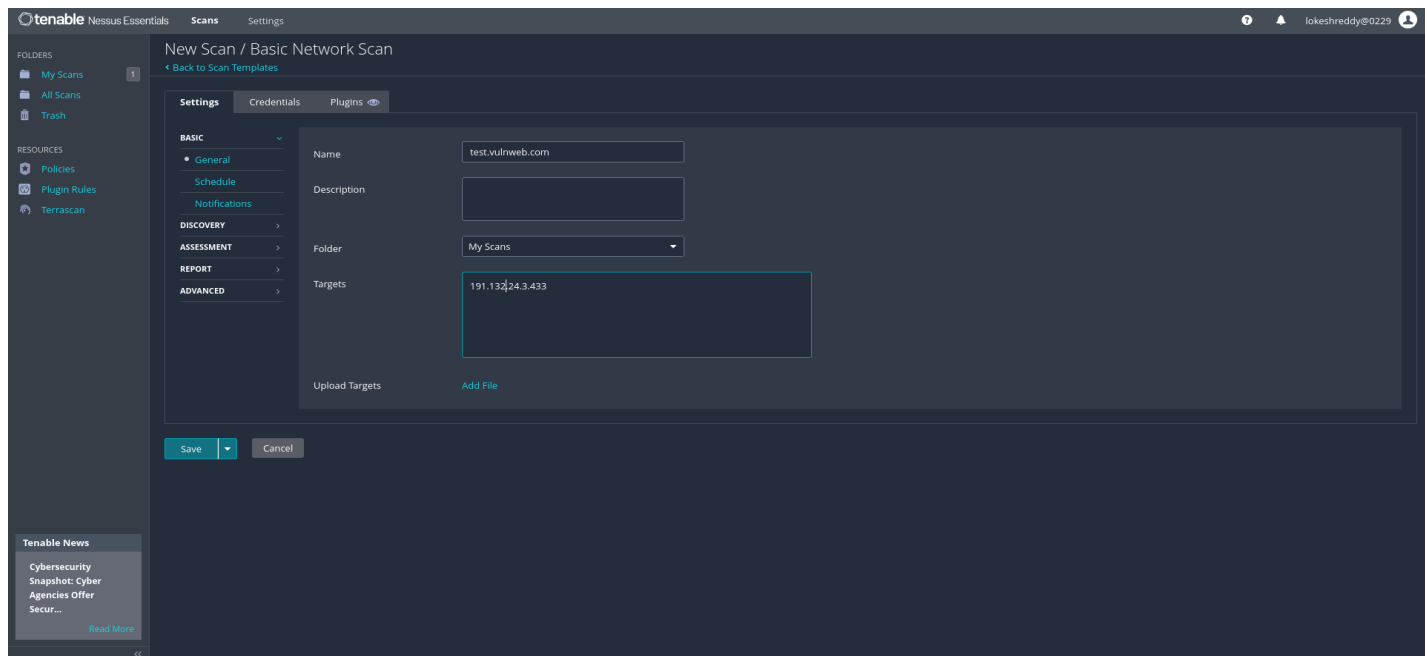 tenable Nessus Essentials Scans Settings lokeshreddy@0229
FOLDERS
My Scans 1
All Scans
Trash
RESOURCES
Policies
Plugin Rules
Terrascan
New Scan / Basic Network Scan
Back to Scan Templates
Settings Credentials Plugins
BASIC
General
Schedule
Notifications
DISCOVERY
ASSESSMENT
REPORT
ADVANCED
Name test.vulnweb.com
Description
Folder My Scans
Targets 191.132.24.3.433
Upload Targets Add File
Save Cancel
Tenable News
Cybersecurity
Snapshot: Cyber
Agencies Offer
Secur...
Read More